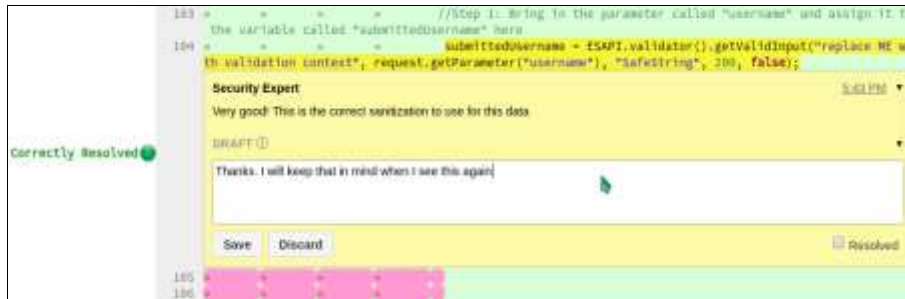 103 » » » » //Step 1: Bring in the parameter called "username" and assign it t
the variable called "submittedUsername" here
104 » » » » submittedUsername = ESAPI.validator().getValidInput("replace ME w
th validation context", request.getParameter("username"), "SafeString", 200, false);
Security Expert 5:43 PM
Very good! This is the correct sanitization to use for this data
DRAFT
Correctly Resolved
Thanks. I will keep that in mind when I see this again
Save Discard Resolved
105 » » » »
106 » » » »